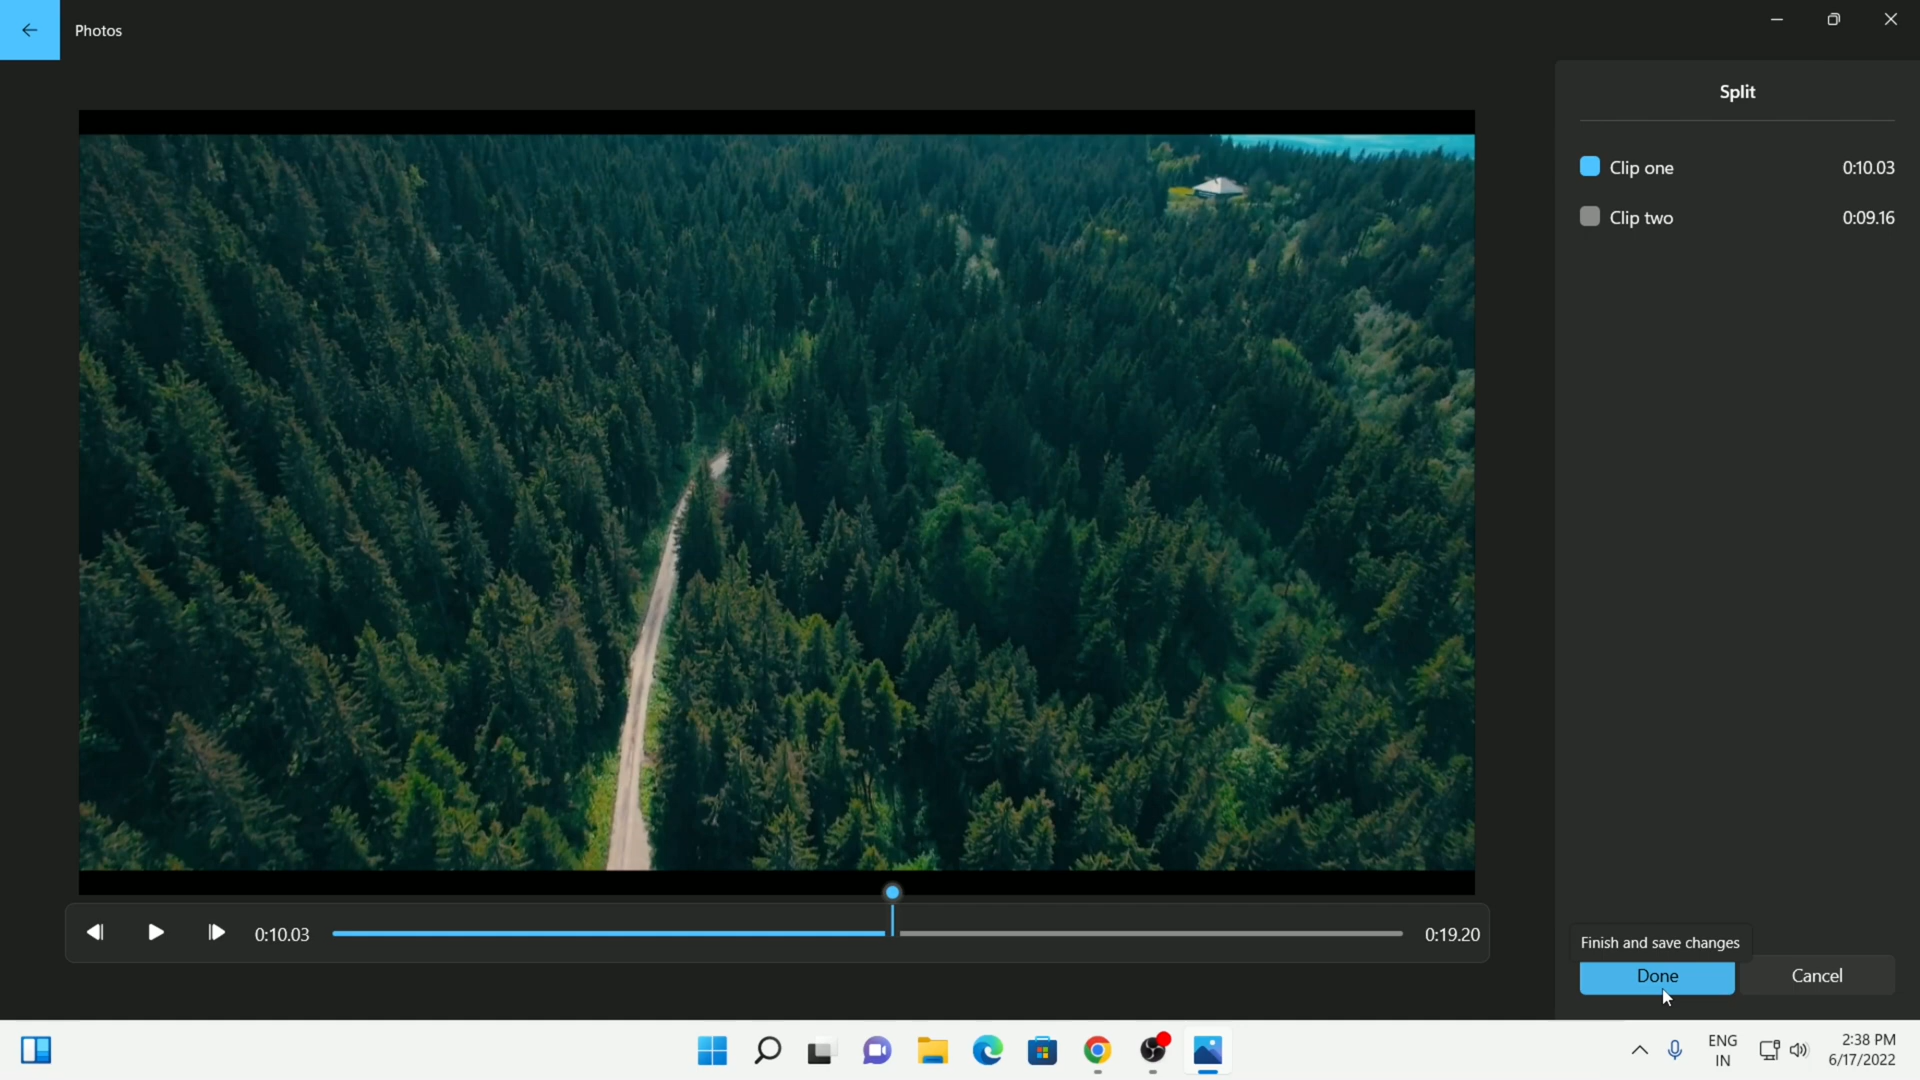 Photos
Split
Clip one 0:10.03
Clip two 0:09.16
0:10.03 0:19.20
Finish and save changes
Done Cancel
ENG
IN
2:38 PM
6/17/2022